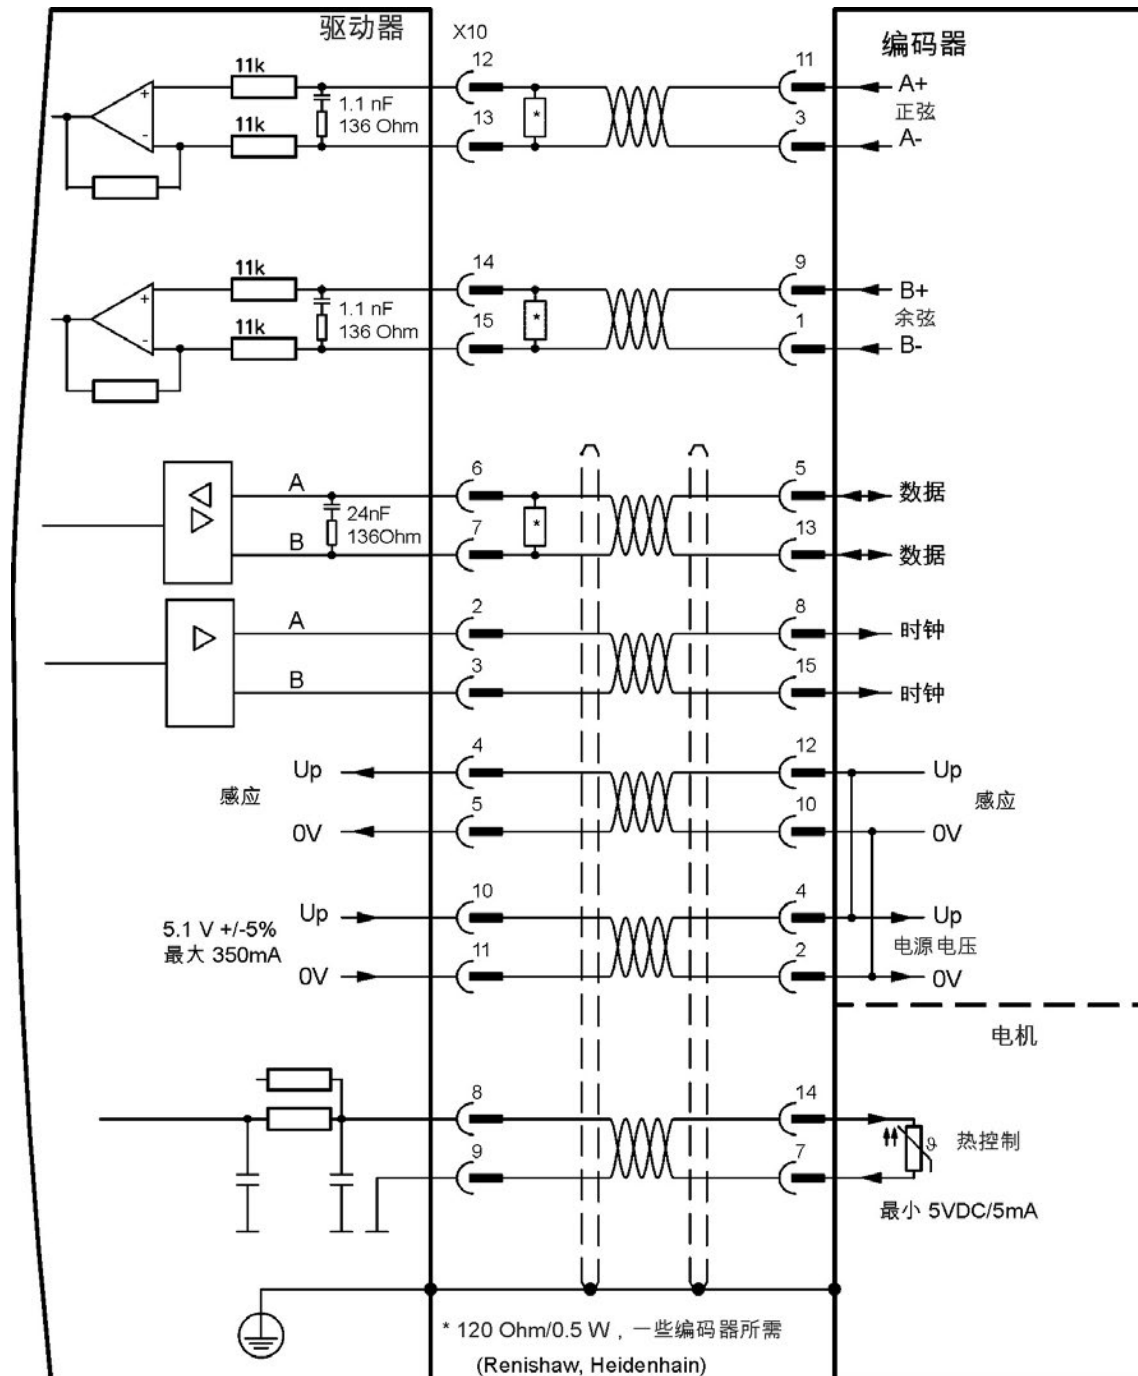 驱动器 X10 编码器
11k 12 11 A+
1.1 nF 正弦
136 Ohm *
11k 13 3 A-
+
-
11k 14 9 B+
1.1 nF 余弦
136 Ohm *
11k 15 1 B-
+
-
A 6 5 数据
24nF
136Ohm *
B 7 13 数据
A 2 8 时钟
B 3 15 时钟
Up 4 12 Up
感应 感应
0V 5 10 0V
Up 10 4 Up
5.1 V +/-5%
最大 350mA 电源电压
0V 11 2 0V
电机
8 14
ϑ 热控制
9 7
最小 5VDC/5mA
* 120 Ohm/0.5 W，一些编码器所需
(Renishaw, Heidenhain)